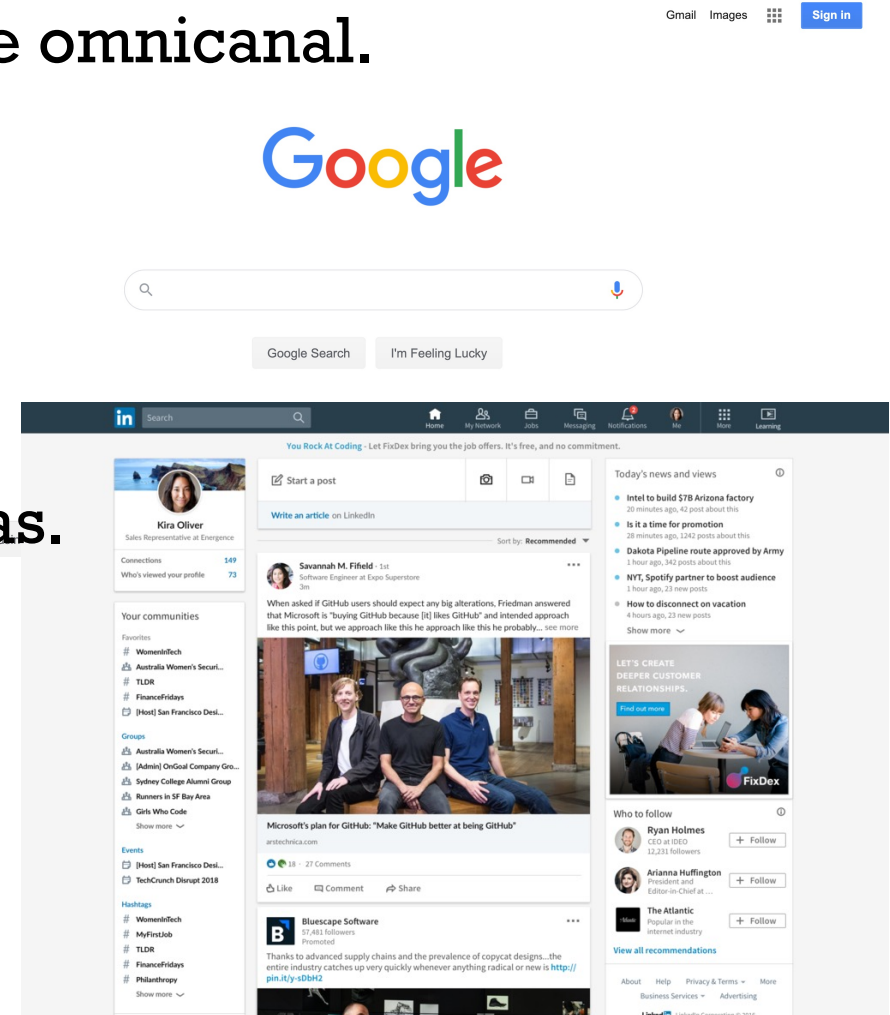 Gmail Images Sign in
e omnicanal.
Google
Google Search I'm Feeling Lucky
in Search Home My Network Jobs Messaging Notifications 2 Me More Learning
You Rock At Coding - Let FixDex bring you the job offers. It's free, and no commitment.
as.
Kira Oliver
Sales Representative at Energence
Connections 149
Who's viewed your profile 73
Your communities
Favorites
# WomenInTech
Australia Women's Securi...
# TLDR
# FinanceFridays
[Host] San Francisco Desi...
Groups
Australia Women's Securi...
[Admin] OnGoal Company Gro...
Sydney College Alumni Group
Runners in SF Bay Area
Girls Who Code
Show more
Events
[Host] San Francisco Desi...
TechCrunch Disrupt 2018
Hashtags
# WomenInTech
# MyFirstJob
# TLDR
# FinanceFridays
# Philanthropy
Show more
Start a post
Write an article on LinkedIn
Sort by: Recommended
Savannah M. Fifield · 1st
Software Engineer at Expo Superstore
3m
When asked if GitHub users should expect any big alterations, Friedman answered
that Microsoft is "buying GitHub because [it] likes GitHub" and intended approach
like this point, but we approach like this he approach like this he probably... see more
Microsoft's plan for GitHub: "Make GitHub better at being GitHub"
arstechnica.com
18 · 27 Comments
Like Comment Share
B Bluescape Software
57,481 followers
Promoted
Thanks to advanced supply chains and the prevalence of copycat designs...the
entire industry catches up very quickly whenever anything radical or new is http://
pin.it/y-sDbH2
Today's news and views
Intel to build $7B Arizona factory
20 minutes ago, 42 post about this
Is it a time for promotion
28 minutes ago, 1242 posts about this
Dakota Pipeline route approved by Army
1 hour ago, 342 posts about this
NYT, Spotify partner to boost audience
1 hour ago, 23 new posts
How to disconnect on vacation
4 hours ago, 23 new posts
Show more
LET'S CREATE
DEEPER CUSTOMER
RELATIONSHIPS.
Find out more
FixDex
Who to follow
Ryan Holmes
CEO at IDEO
12,231 followers
+ Follow
Arianna Huffington
President and
Editor-in-Chief at ....
+ Follow
The Atlantic
Popular in the
internet industry
+ Follow
View all recommendations
About Help Privacy & Terms More
Business Services Advertising